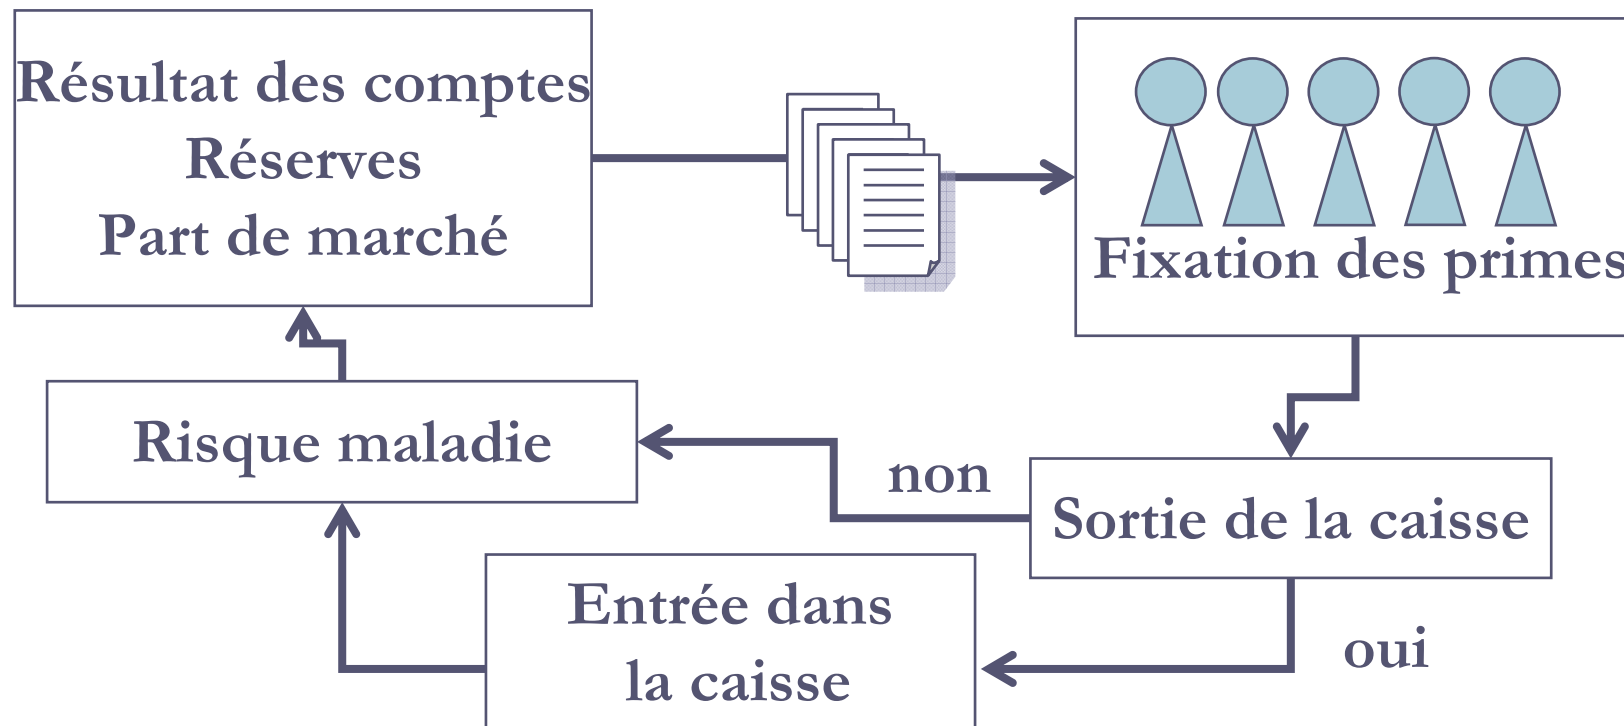 Résultat des comptes
Réserves
Part de marché
Fixation des primes
Risque maladie
non
Sortie de la caisse
Entrée dans
la caisse
oui